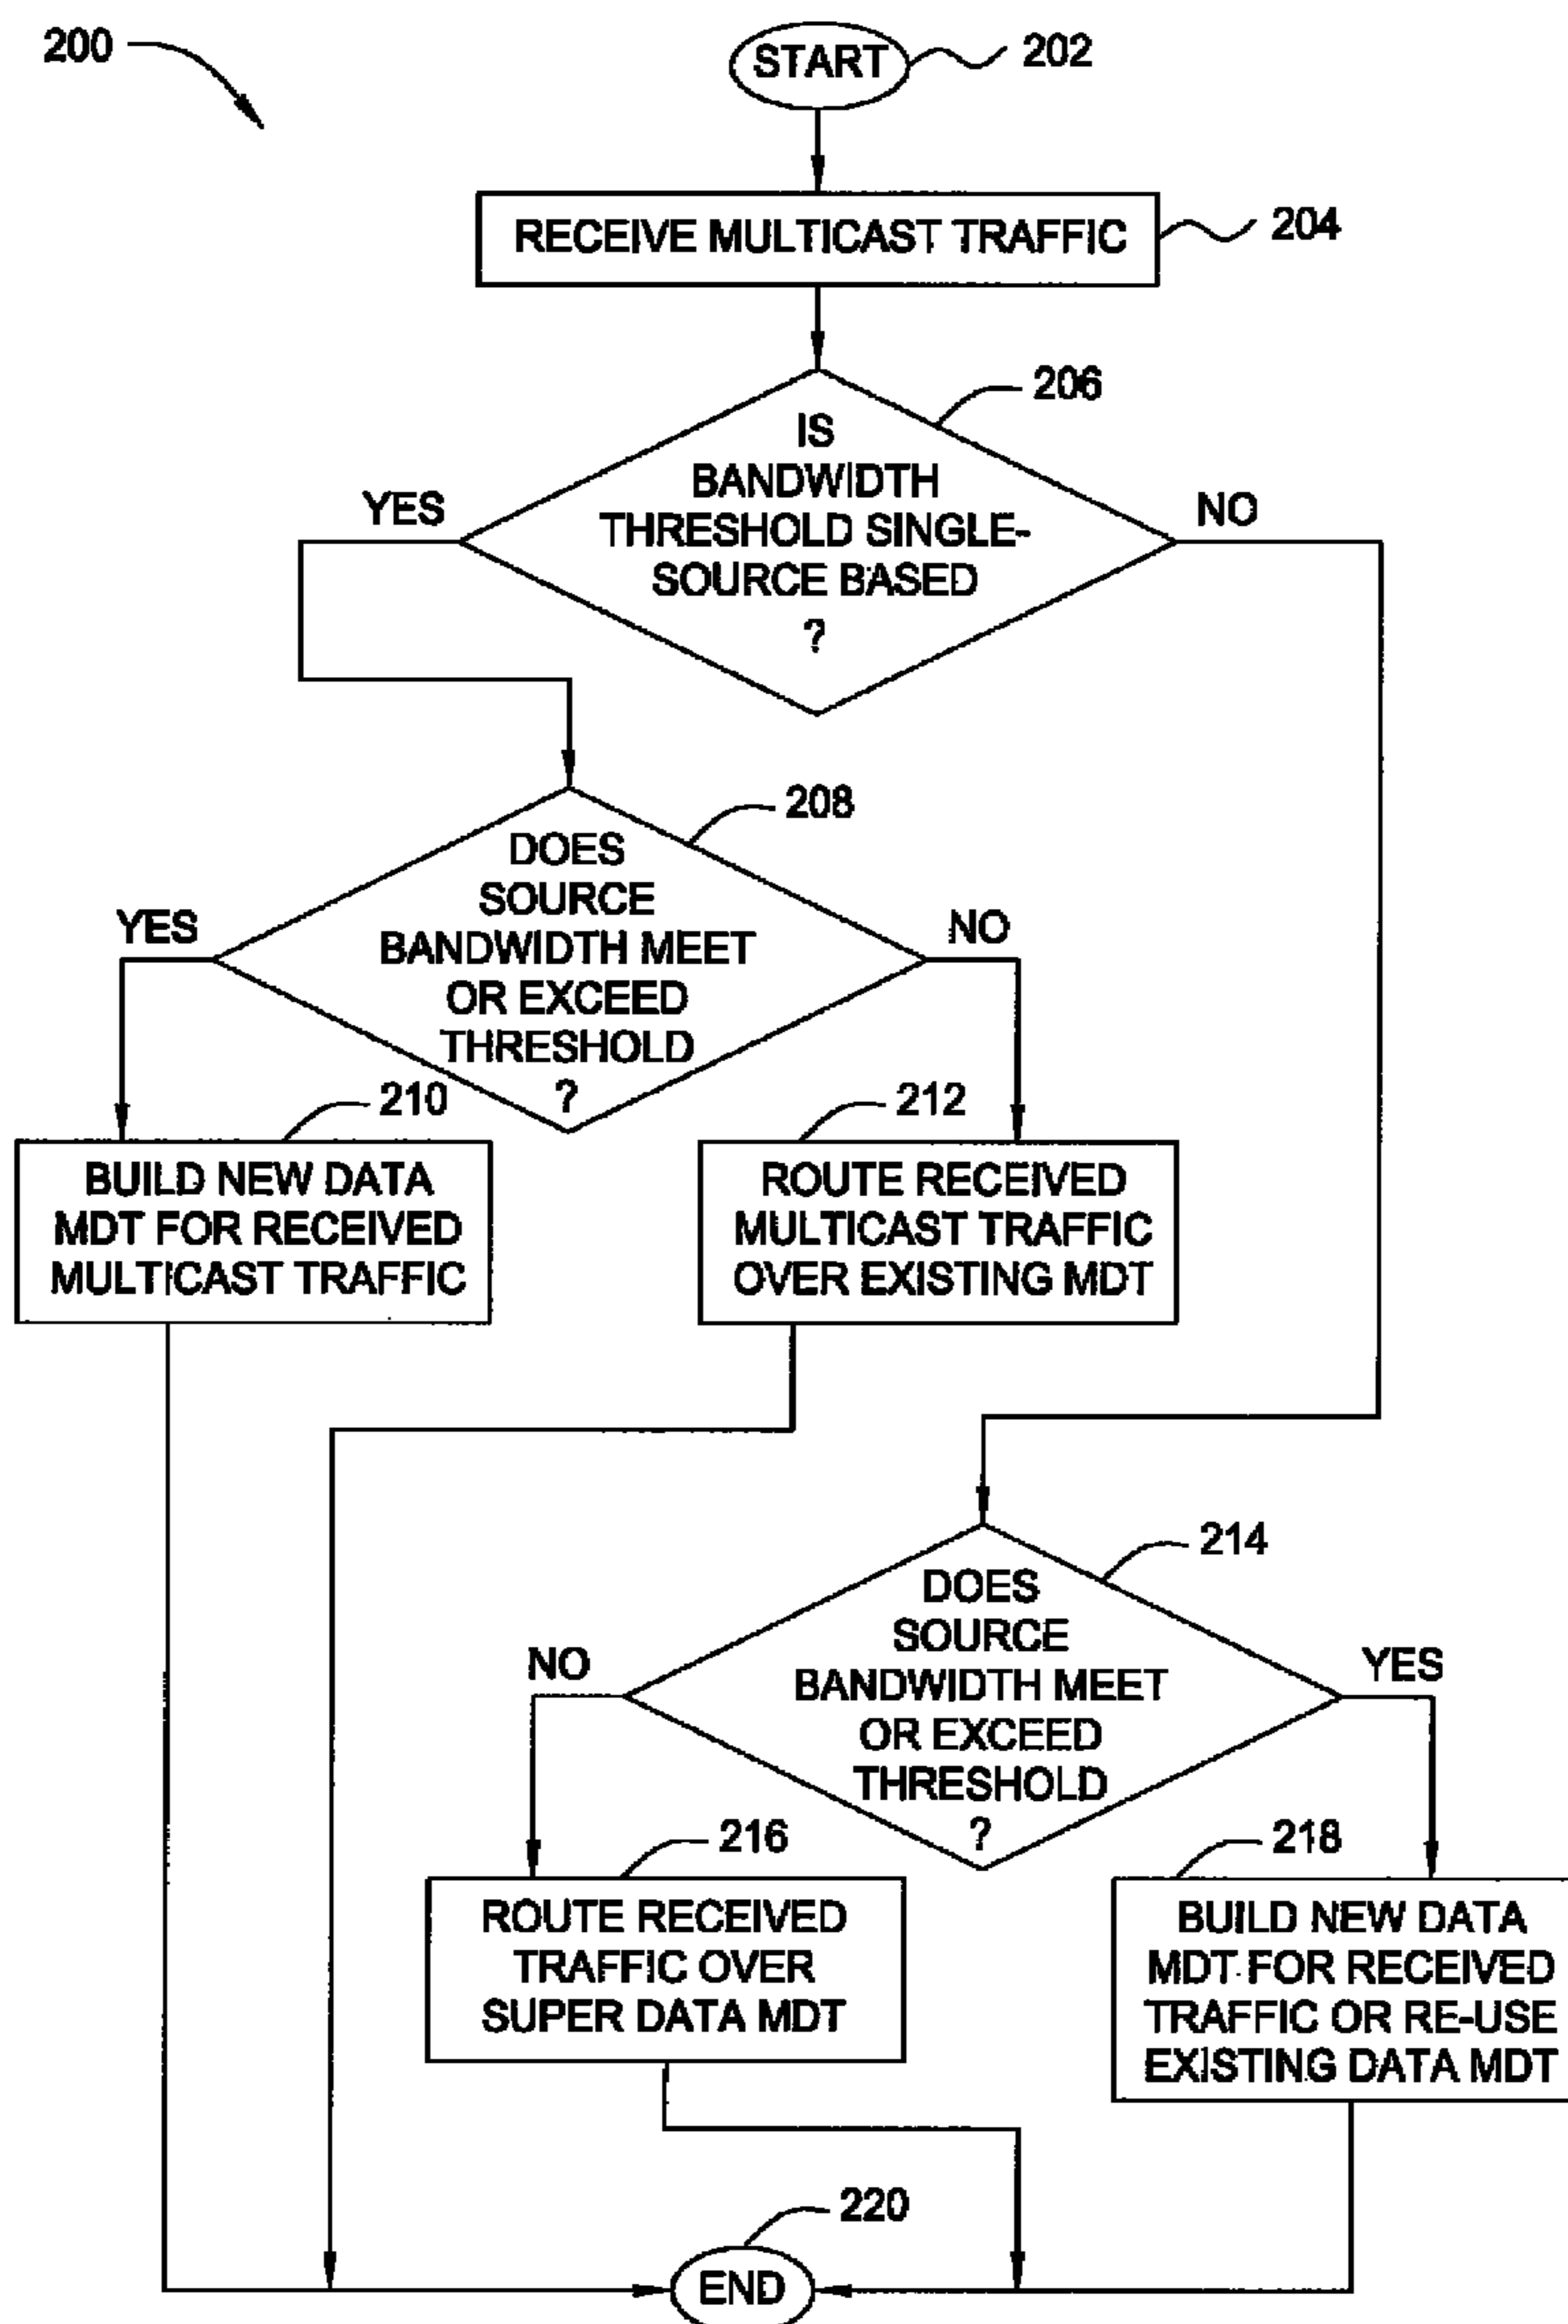 200
START
202
RECEIVE MULTICAST TRAFFIC
204
206
IS
BANDWIDTH
THRESHOLD SINGLE-
SOURCE BASED
?
YES
NO
208
DOES
SOURCE
BANDWIDTH MEET
OR EXCEED
THRESHOLD
?
YES
NO
210
BUILD NEW DATA
MDT FOR RECEIVED
MULTICAST TRAFFIC
212
ROUTE RECEIVED
MULTICAST TRAFFIC
OVER EXISTING MDT
214
DOES
SOURCE
BANDWIDTH MEET
OR EXCEED
THRESHOLD
?
NO
YES
216
ROUTE RECEIVED
TRAFFIC OVER
SUPER DATA MDT
218
BUILD NEW DATA
MDT FOR RECEIVED
TRAFFIC OR RE-USE
EXISTING DATA MDT
220
END